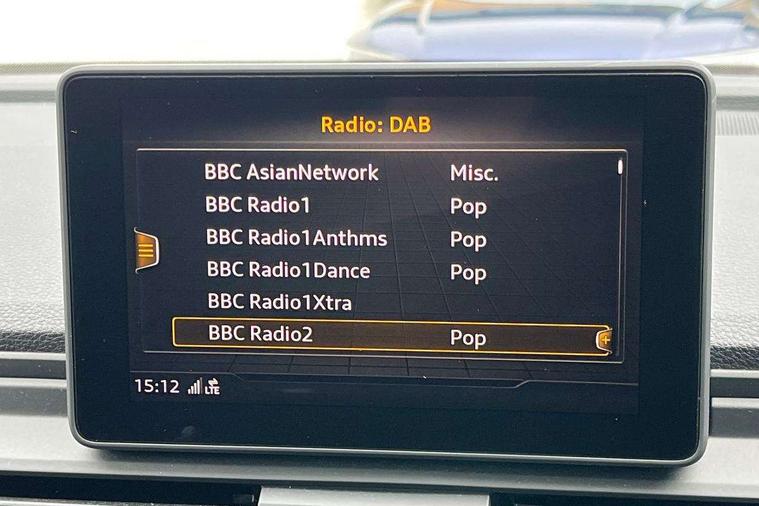 Radio: DAB
BBC AsianNetwork Misc.
BBC Radio1 Pop
BBC Radio1Anthms Pop
BBC Radio1Dance Pop
BBC Radio1Xtra
BBC Radio2 Pop
15:12 LTE